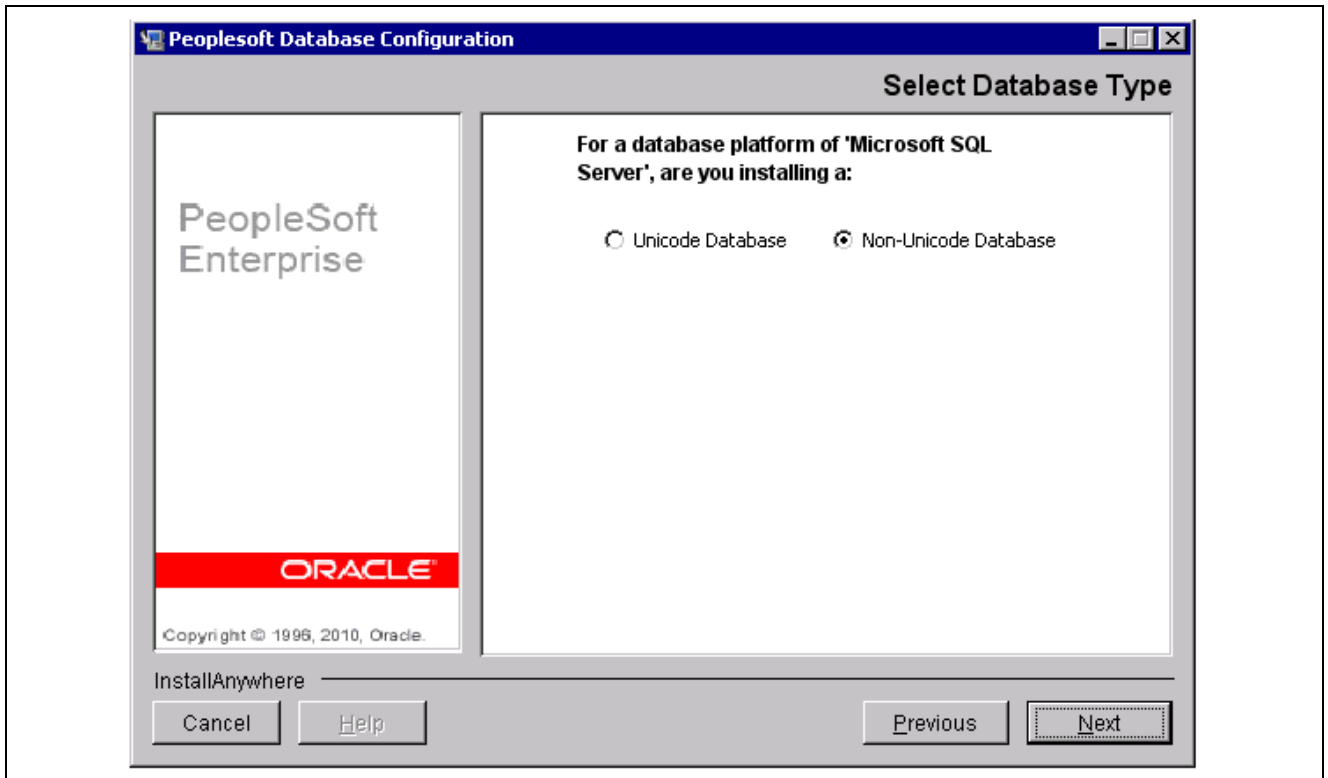 Peoplesoft Database Configuration
Select Database Type
PeopleSoft
Enterprise
ORACLE
Copyright © 1996, 2010, Oracle.
For a database platform of 'Microsoft SQL
Server', are you installing a:
Unicode Database Non-Unicode Database
InstallAnywhere
Cancel Help Previous Next